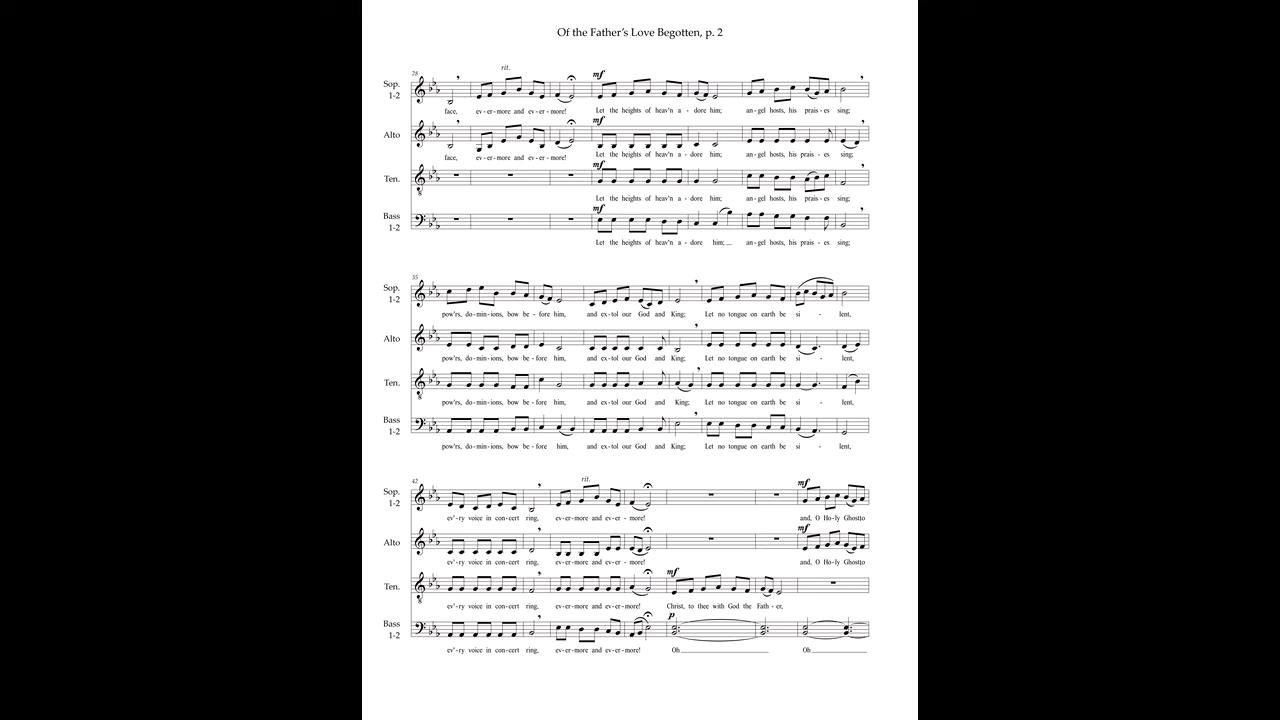 Of the Father's Love Begotten, p. 2
rit.
28
Sop.
1-2
mf
face, ev-er-more and ev-er-more! Let the heights of heav'n a-dore him; an-gel hosts, his prais-es sing;
Alto
mf
face, ev-er-more and ev-er-more! Let the heights of heav'n a-dore him; an-gel hosts, his prais-es sing;
Ten.
mf
Let the heights of heav'n a-dore him; an-gel hosts, his prais-es sing;
Bass
1-2
mf
Let the heights of heav'n a-dore him;__ an-gel hosts, his prais-es sing;
35
Sop.
1-2
pow'rs, do-min-ions, bow be-fore him, and ex-tol our God and King; Let no tongue on earth be si-lent,
Alto
pow'rs, do-min-ions, bow be-fore him, and ex-tol our God and King; Let no tongue on earth be si-lent,
Ten.
pow'rs, do-min-ions, bow be-fore him, and ex-tol our God and King; Let no tongue on earth be si-lent,
Bass
1-2
pow'rs, do-min-ions, bow be-fore him, and ex-tol our God and King; Let no tongue on earth be si-lent,
42
rit.
Sop.
1-2
mf
ev'-ry voice in con-cert ring, ev-er-more and ev-er-more! and, O Ho-ly Ghost to
Alto
mf
ev'-ry voice in con-cert ring, ev-er-more and ev-er-more! and, O Ho-ly Ghost to
Ten.
mf
ev'-ry voice in con-cert ring, ev-er-more and ev-er-more! Christ, to thee with God the Fath-er,
Bass
1-2
p
ev'-ry voice in con-cert ring, ev-er-more and ev-er-more! Oh____ Oh____